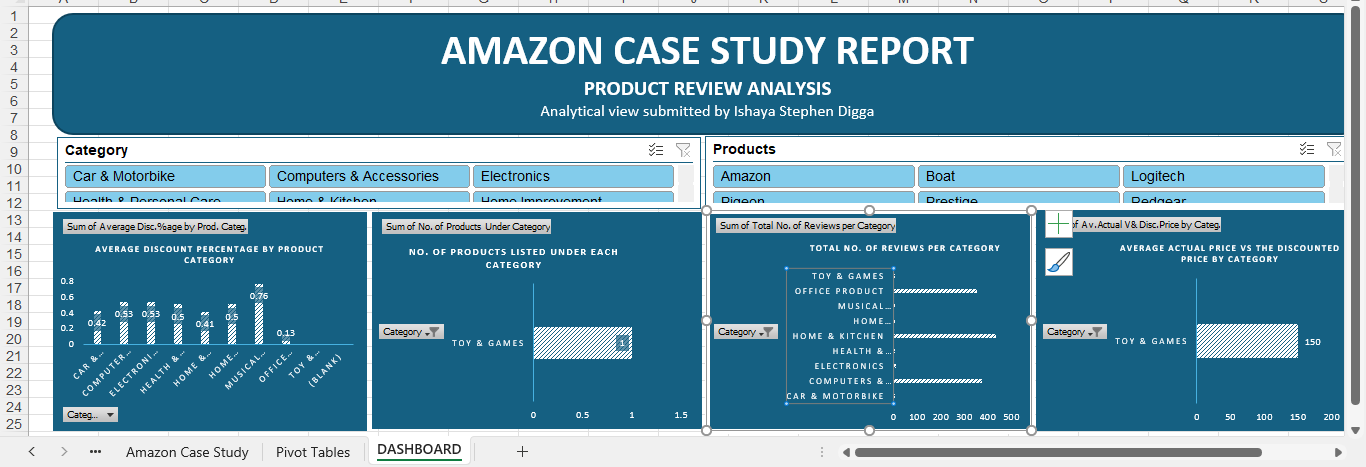 AMAZON CASE STUDY REPORT
PRODUCT REVIEW ANALYSIS
Analytical view submitted by Ishaya Stephen Digga
Category
Car & Motorbike
Computers & Accessories
Electronics
Health & Personal Care
Home & Kitchen
Home Improvement
Products
Amazon
Boat
Logitech
Pigeon
Prestige
Redgear
Sum of Average Disc.%age by Prod. Categ.
AVERAGE DISCOUNT PERCENTAGE BY PRODUCT
CATEGORY
0.8
0.6
0.4
0.2
0
0.42
0.53
0.53
0.5
0.41
0.5
0.76
0.13
CAR &...
COMPUTER...
ELECTRONI...
HEALTH &...
HOME &...
HOME...
MUSICAL...
OFFICE...
TOY &...
(BLANK)
Categ...
Sum of No. of Products Under Category
NO. OF PRODUCTS LISTED UNDER EACH
CATEGORY
Category
TOY & GAMES
1
0 0.5 1 1.5
Sum of Total No. of Reviews per Category
TOTAL NO. OF REVIEWS PER CATEGORY
Category
TOY & GAMES
OFFICE PRODUCT
MUSICAL...
HOME...
HOME & KITCHEN
HEALTH &...
ELECTRONICS
COMPUTERS &...
CAR & MOTORBIKE
0 100 200 300 400 500
of Av.Actual V& Disc.Price by Categ.
AVERAGE ACTUAL PRICE VS THE DISCOUNTED
PRICE BY CATEGORY
Category
TOY & GAMES
150
0 50 100 150 200
1
2
3
4
5
6
7
8
9
10
11
12
13
14
15
16
17
18
19
20
21
22
23
24
25
Amazon Case Study
Pivot Tables
DASHBOARD